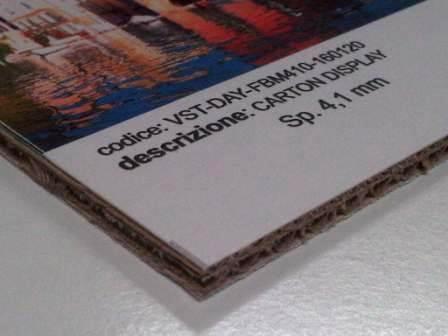 codice: VST-DAY-FBM410-160120
descrizione: CARTON DISPLAY
Sp. 4,1 mm